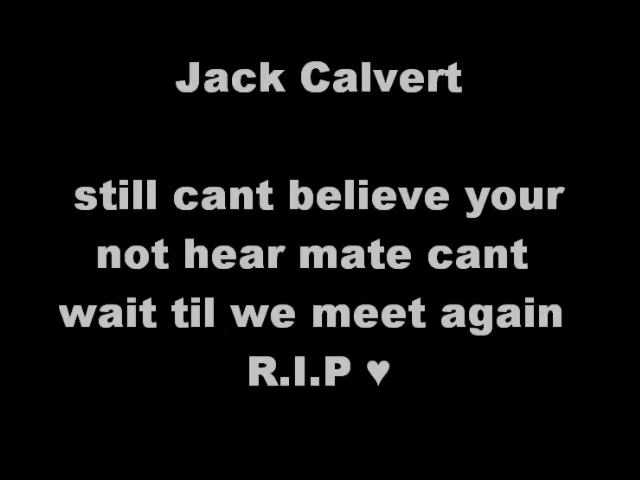 Jack Calvert
still cant believe your
not hear mate cant
wait til we meet again
R.I.P ♥